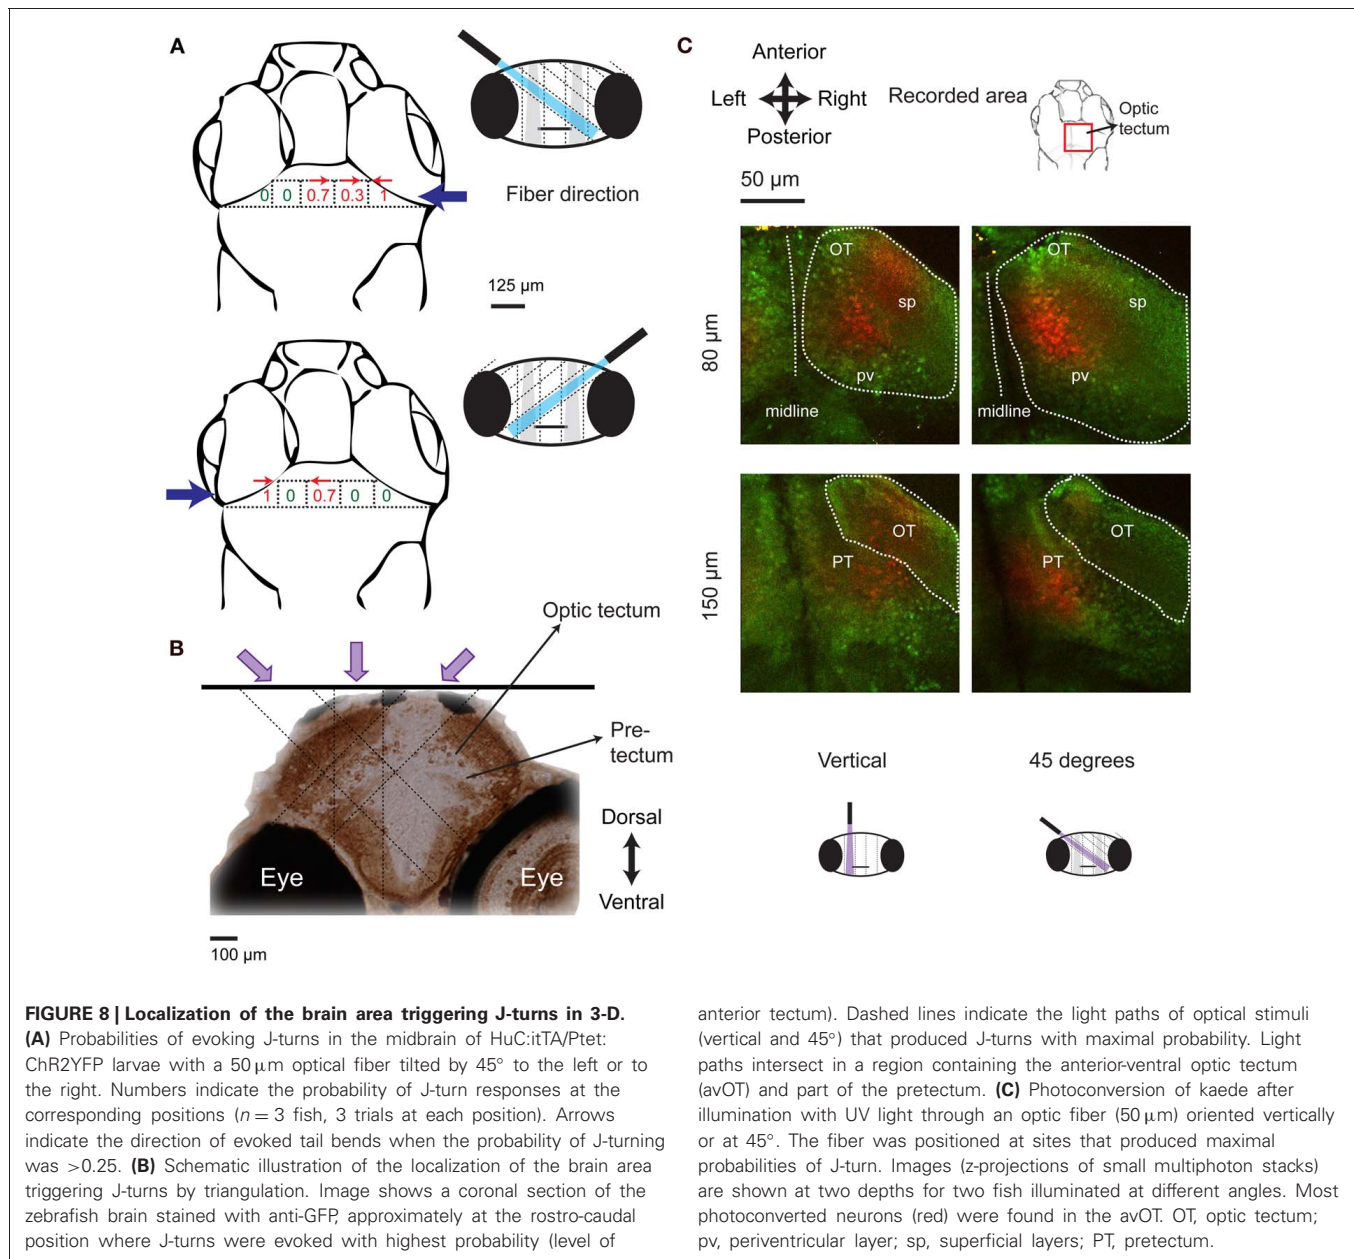 A
Fiber direction
0 0 0.7 0.3 1
125 µm
1 0 0.7 0 0
B
Optic tectum
Pre-
tectum
Dorsal
Ventral
Eye
Eye
100 µm
C
Anterior
Left Right
Posterior
Recorded area
Optic
tectum
50 µm
80 µm
OT
sp
pv
midline
OT
sp
pv
midline
150 µm
OT
PT
OT
PT
Vertical
45 degrees
FIGURE 8 | Localization of the brain area triggering J-turns in 3-D.
(A) Probabilities of evoking J-turns in the midbrain of HuC:itTA/Ptet:
ChR2YFP larvae with a 50 µm optical fiber tilted by 45° to the left or to
the right. Numbers indicate the probability of J-turn responses at the
corresponding positions (n = 3 fish, 3 trials at each position). Arrows
indicate the direction of evoked tail bends when the probability of J-turning
was >0.25. (B) Schematic illustration of the localization of the brain area
triggering J-turns by triangulation. Image shows a coronal section of the
zebrafish brain stained with anti-GFP, approximately at the rostro-caudal
position where J-turns were evoked with highest probability (level of
anterior tectum). Dashed lines indicate the light paths of optical stimuli
(vertical and 45°) that produced J-turns with maximal probability. Light
paths intersect in a region containing the anterior-ventral optic tectum
(avOT) and part of the pretectum. (C) Photoconversion of kaede after
illumination with UV light through an optic fiber (50 µm) oriented vertically
or at 45°. The fiber was positioned at sites that produced maximal
probabilities of J-turn. Images (z-projections of small multiphoton stacks)
are shown at two depths for two fish illuminated at different angles. Most
photoconverted neurons (red) were found in the avOT. OT, optic tectum;
pv, periventricular layer; sp, superficial layers; PT, pretectum.